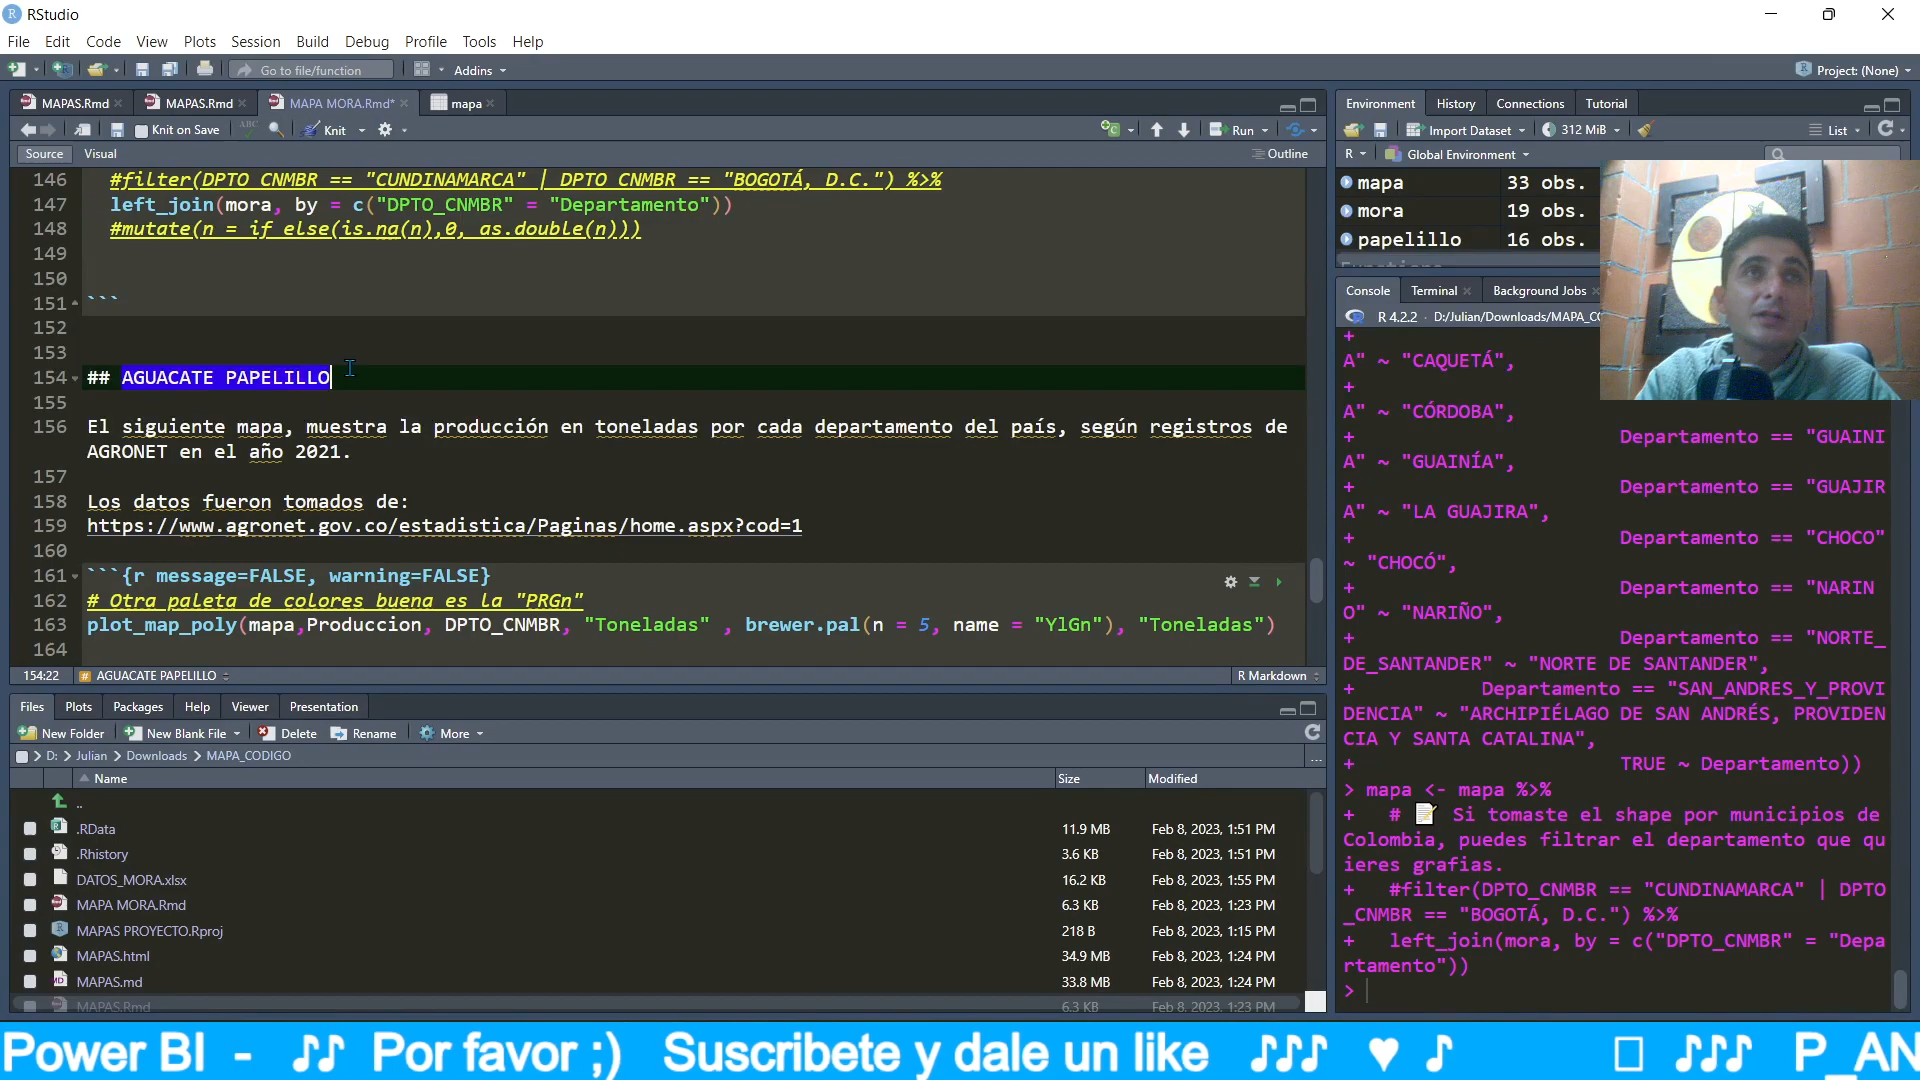 RStudio
File Edit Code View Plots Session Build Debug Profile Tools Help
Go to file/function Addins Project: (None)
MAPAS.Rmd MAPAS.Rmd MAPA MORA.Rmd* mapa
Knit on Save Knit Run
Source Visual Outline
146 #filter(DPTO_CNMBR == "CUNDINAMARCA" | DPTO_CNMBR == "BOGOTÁ, D.C.") %>%
147 left_join(mora, by = c("DPTO_CNMBR" = "Departamento"))
148 #mutate(n = if_else(is.na(n),0, as.double(n)))
149
150
151 ```
152
153
154 ## AGUACATE PAPELILLO
155
156 El siguiente mapa, muestra la producción en toneladas por cada departamento del país, según registros de
AGRONET en el año 2021.
157
158 Los datos fueron tomados de:
159 https://www.agronet.gov.co/estadistica/Paginas/home.aspx?cod=1
160
161 ```{r message=FALSE, warning=FALSE}
162 # Otra paleta de colores buena es la "PRGn"
163 plot_map_poly(mapa,Produccion, DPTO_CNMBR, "Toneladas" , brewer.pal(n = 5, name = "YlGn"), "Toneladas")
164
154:22 # AGUACATE PAPELILLO R Markdown
Files Plots Packages Help Viewer Presentation
New Folder New Blank File Delete Rename More
D: Julian Downloads MAPA_CODIGO ...
Name Size Modified
..
.RData 11.9 MB Feb 8, 2023, 1:51 PM
.Rhistory 3.6 KB Feb 8, 2023, 1:51 PM
DATOS_MORA.xlsx 16.2 KB Feb 8, 2023, 1:55 PM
MAPA MORA.Rmd 6.3 KB Feb 8, 2023, 1:23 PM
MAPAS PROYECTO.Rproj 218 B Feb 8, 2023, 1:15 PM
MAPAS.html 34.9 MB Feb 8, 2023, 1:24 PM
MAPAS.md 33.8 MB Feb 8, 2023, 1:24 PM
MAPAS.Rmd 6.3 KB Feb 8, 2023, 1:23 PM
Environment History Connections Tutorial
Import Dataset 312 MiB List
R Global Environment
mapa 33 obs.
mora 19 obs.
papelillo 16 obs.
Console Terminal Background Jobs
R 4.2.2 · D:/Julian/Downloads/MAPA_CO
+
A" ~ "CAQUETÁ",
+
A" ~ "CÓRDOBA",
+ Departamento == "GUAINI
A" ~ "GUAINÍA",
+ Departamento == "GUAJIR
A" ~ "LA GUAJIRA",
+ Departamento == "CHOCO"
~ "CHOCÓ",
+ Departamento == "NARIN
O" ~ "NARIÑO",
+ Departamento == "NORTE_
DE_SANTANDER" ~ "NORTE DE SANTANDER",
+ Departamento == "SAN_ANDRES_Y_PROVI
DENCIA" ~ "ARCHIPIÉLAGO DE SAN ANDRÉS, PROVIDEN
CIA Y SANTA CATALINA",
+ TRUE ~ Departamento))
> mapa <- mapa %>%
+ # 📝 Si tomaste el shape por municipios de
Colombia, puedes filtrar el departamento que qu
ieres grafias.
+ #filter(DPTO_CNMBR == "CUNDINAMARCA" | DPTO
_CNMBR == "BOGOTÁ, D.C.") %>%
+ left_join(mora, by = c("DPTO_CNMBR" = "Depa
rtamento"))
>
Power BI - ♪♪ Por favor ;) Suscribete y dale un like ♪♪♪ ♥ ♪ □ ♪♪♪ P_AN